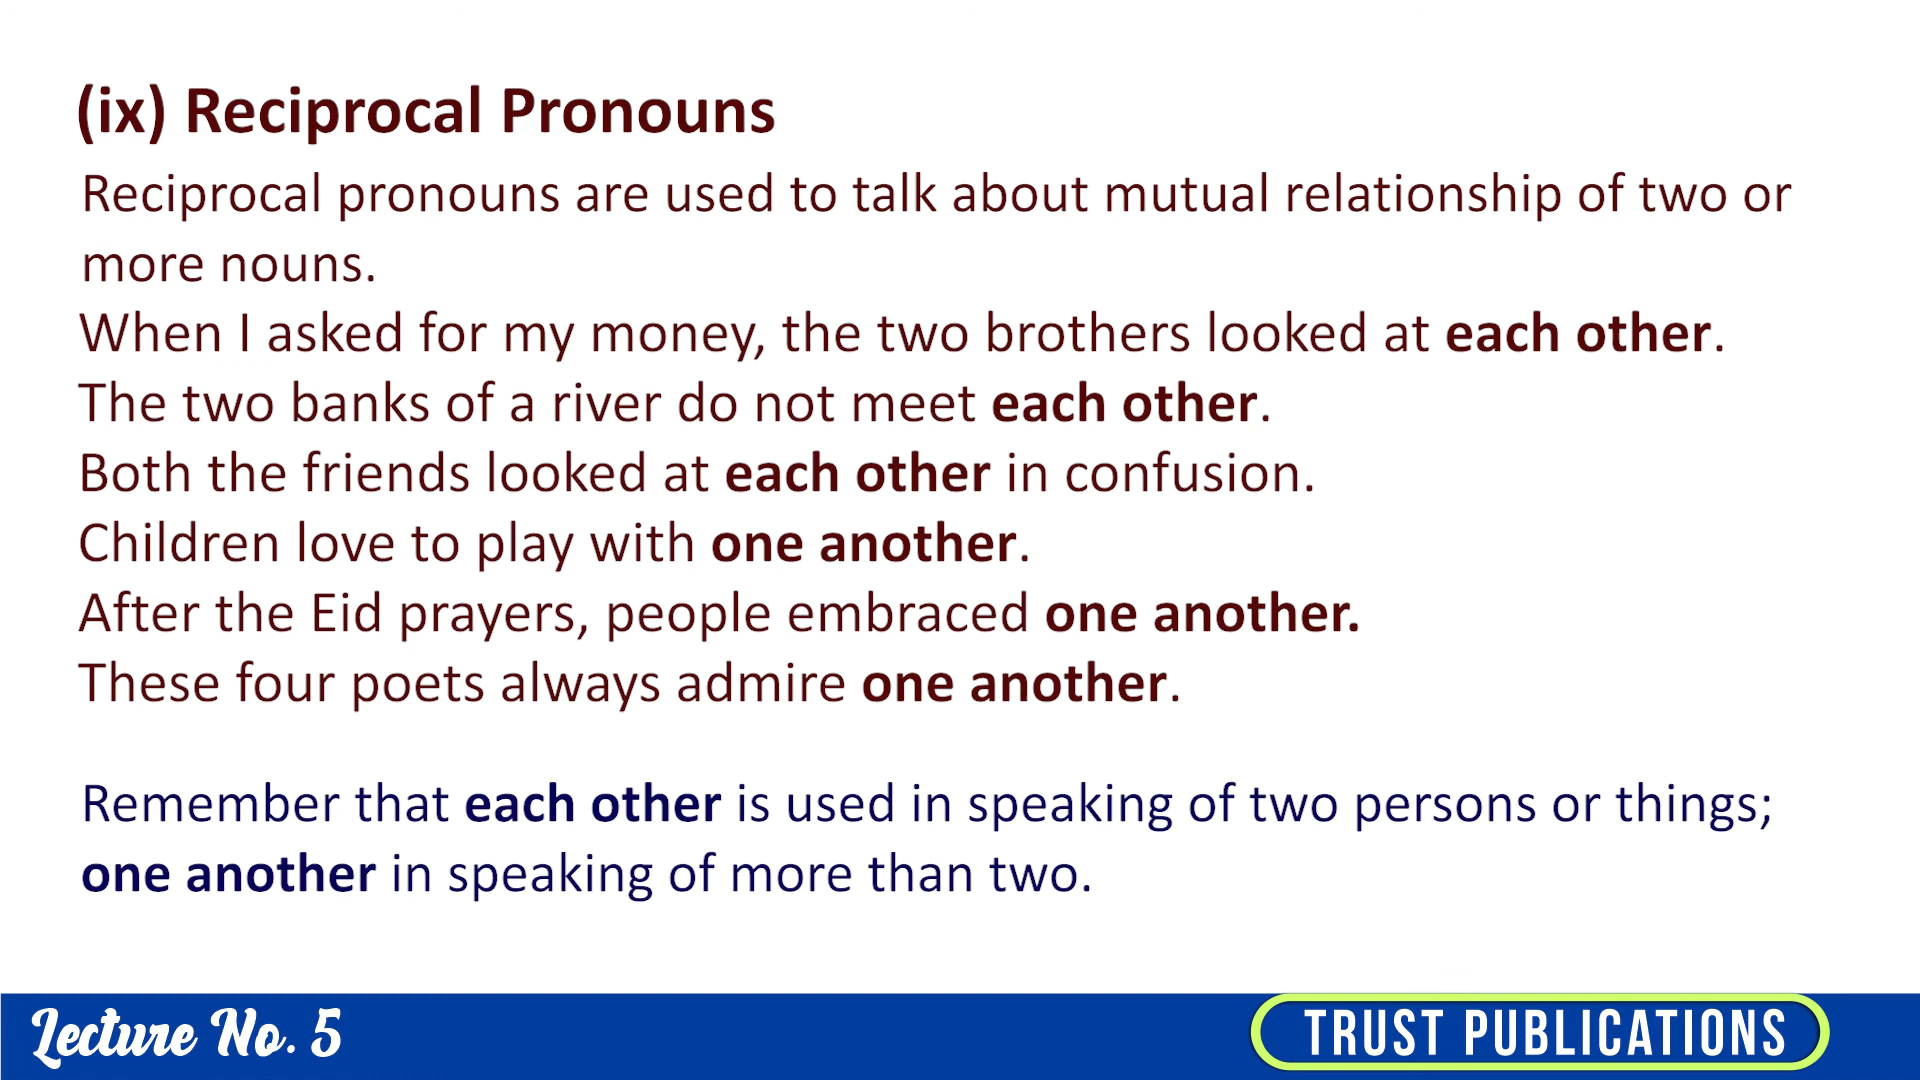 (ix) Reciprocal Pronouns
Reciprocal pronouns are used to talk about mutual relationship of two or
more nouns.
When I asked for my money, the two brothers looked at each other.
The two banks of a river do not meet each other.
Both the friends looked at each other in confusion.
Children love to play with one another.
After the Eid prayers, people embraced one another.
These four poets always admire one another.
Remember that each other is used in speaking of two persons or things;
one another in speaking of more than two.
Lecture No. 5
TRUST PUBLICATIONS